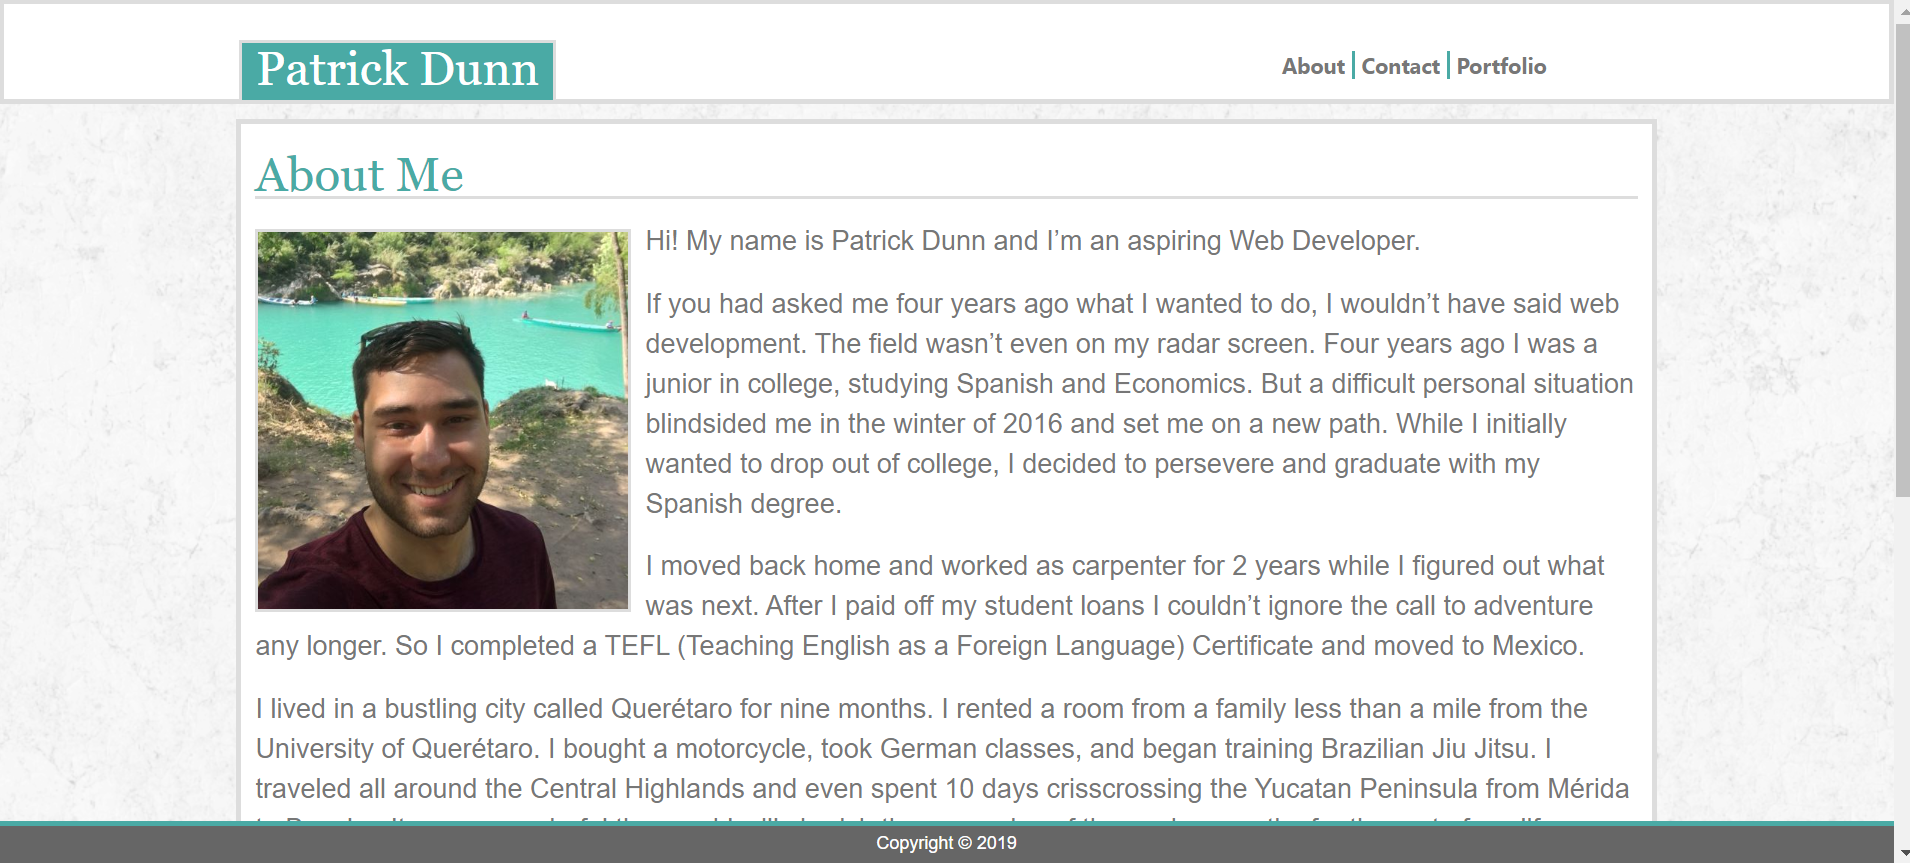 Patrick Dunn
About Contact Portfolio
About Me
Hi! My name is Patrick Dunn and I’m an aspiring Web Developer.
If you had asked me four years ago what I wanted to do, I wouldn’t have said web
development. The field wasn’t even on my radar screen. Four years ago I was a
junior in college, studying Spanish and Economics. But a difficult personal situation
blindsided me in the winter of 2016 and set me on a new path. While I initially
wanted to drop out of college, I decided to persevere and graduate with my
Spanish degree.
I moved back home and worked as carpenter for 2 years while I figured out what
was next. After I paid off my student loans I couldn’t ignore the call to adventure
any longer. So I completed a TEFL (Teaching English as a Foreign Language) Certificate and moved to Mexico.
I lived in a bustling city called Querétaro for nine months. I rented a room from a family less than a mile from the
University of Querétaro. I bought a motorcycle, took German classes, and began training Brazilian Jiu Jitsu. I
traveled all around the Central Highlands and even spent 10 days crisscrossing the Yucatan Peninsula from Mérida
Copyright © 2019